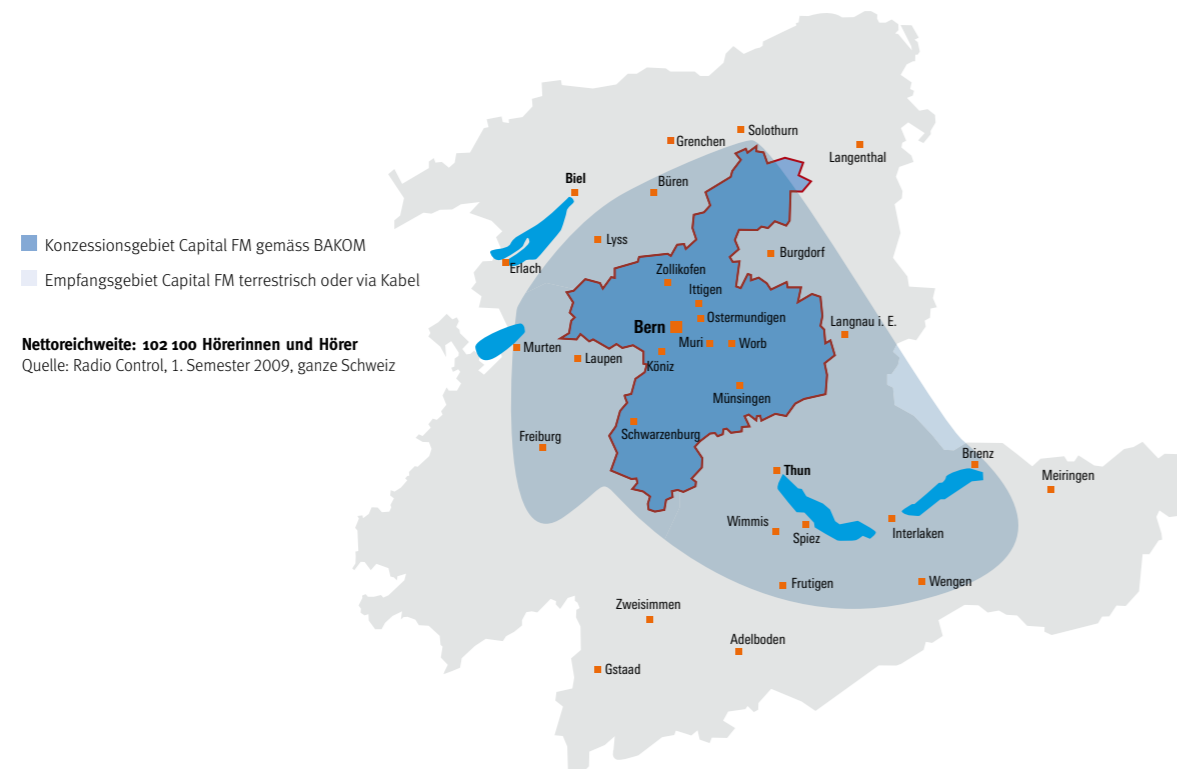 Solothurn
Grenchen
Langenthal
Biel
Büren
Konzessionsgebiet Capital FM gemäss BAKOM
Lyss
Burgdorf
Erlach
Zollikofen
Empfangsgebiet Capital FM terrestrisch oder via Kabel
Ittigen
Ostermundigen
Langnau i. E.
Bern
Nettoreichweite: 102 100 Hörerinnen und Hörer
Murten
Muri
Worb
Quelle: Radio Control, 1. Semester 2009, ganze Schweiz
Laupen
Köniz
Münsingen
Freiburg
Schwarzenburg
Brienz
Thun
Meiringen
Wimmis
Spiez
Interlaken
Frutigen
Wengen
Zweisimmen
Adelboden
Gstaad